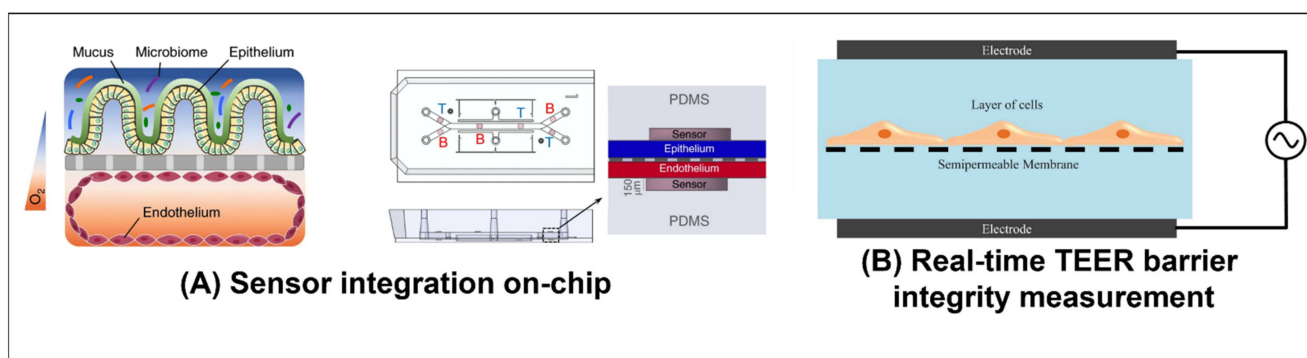 Mucus Microbiome Epithelium
O₂
Endothelium
T
B
T
B
B
B
T
PDMS
Sensor
Epithelium
Endothelium
Sensor
150
μm
PDMS
(A) Sensor integration on-chip
Electrode
Layer of cells
Semipermeable Membrane
Electrode
(B) Real-time TEER barrier
integrity measurement